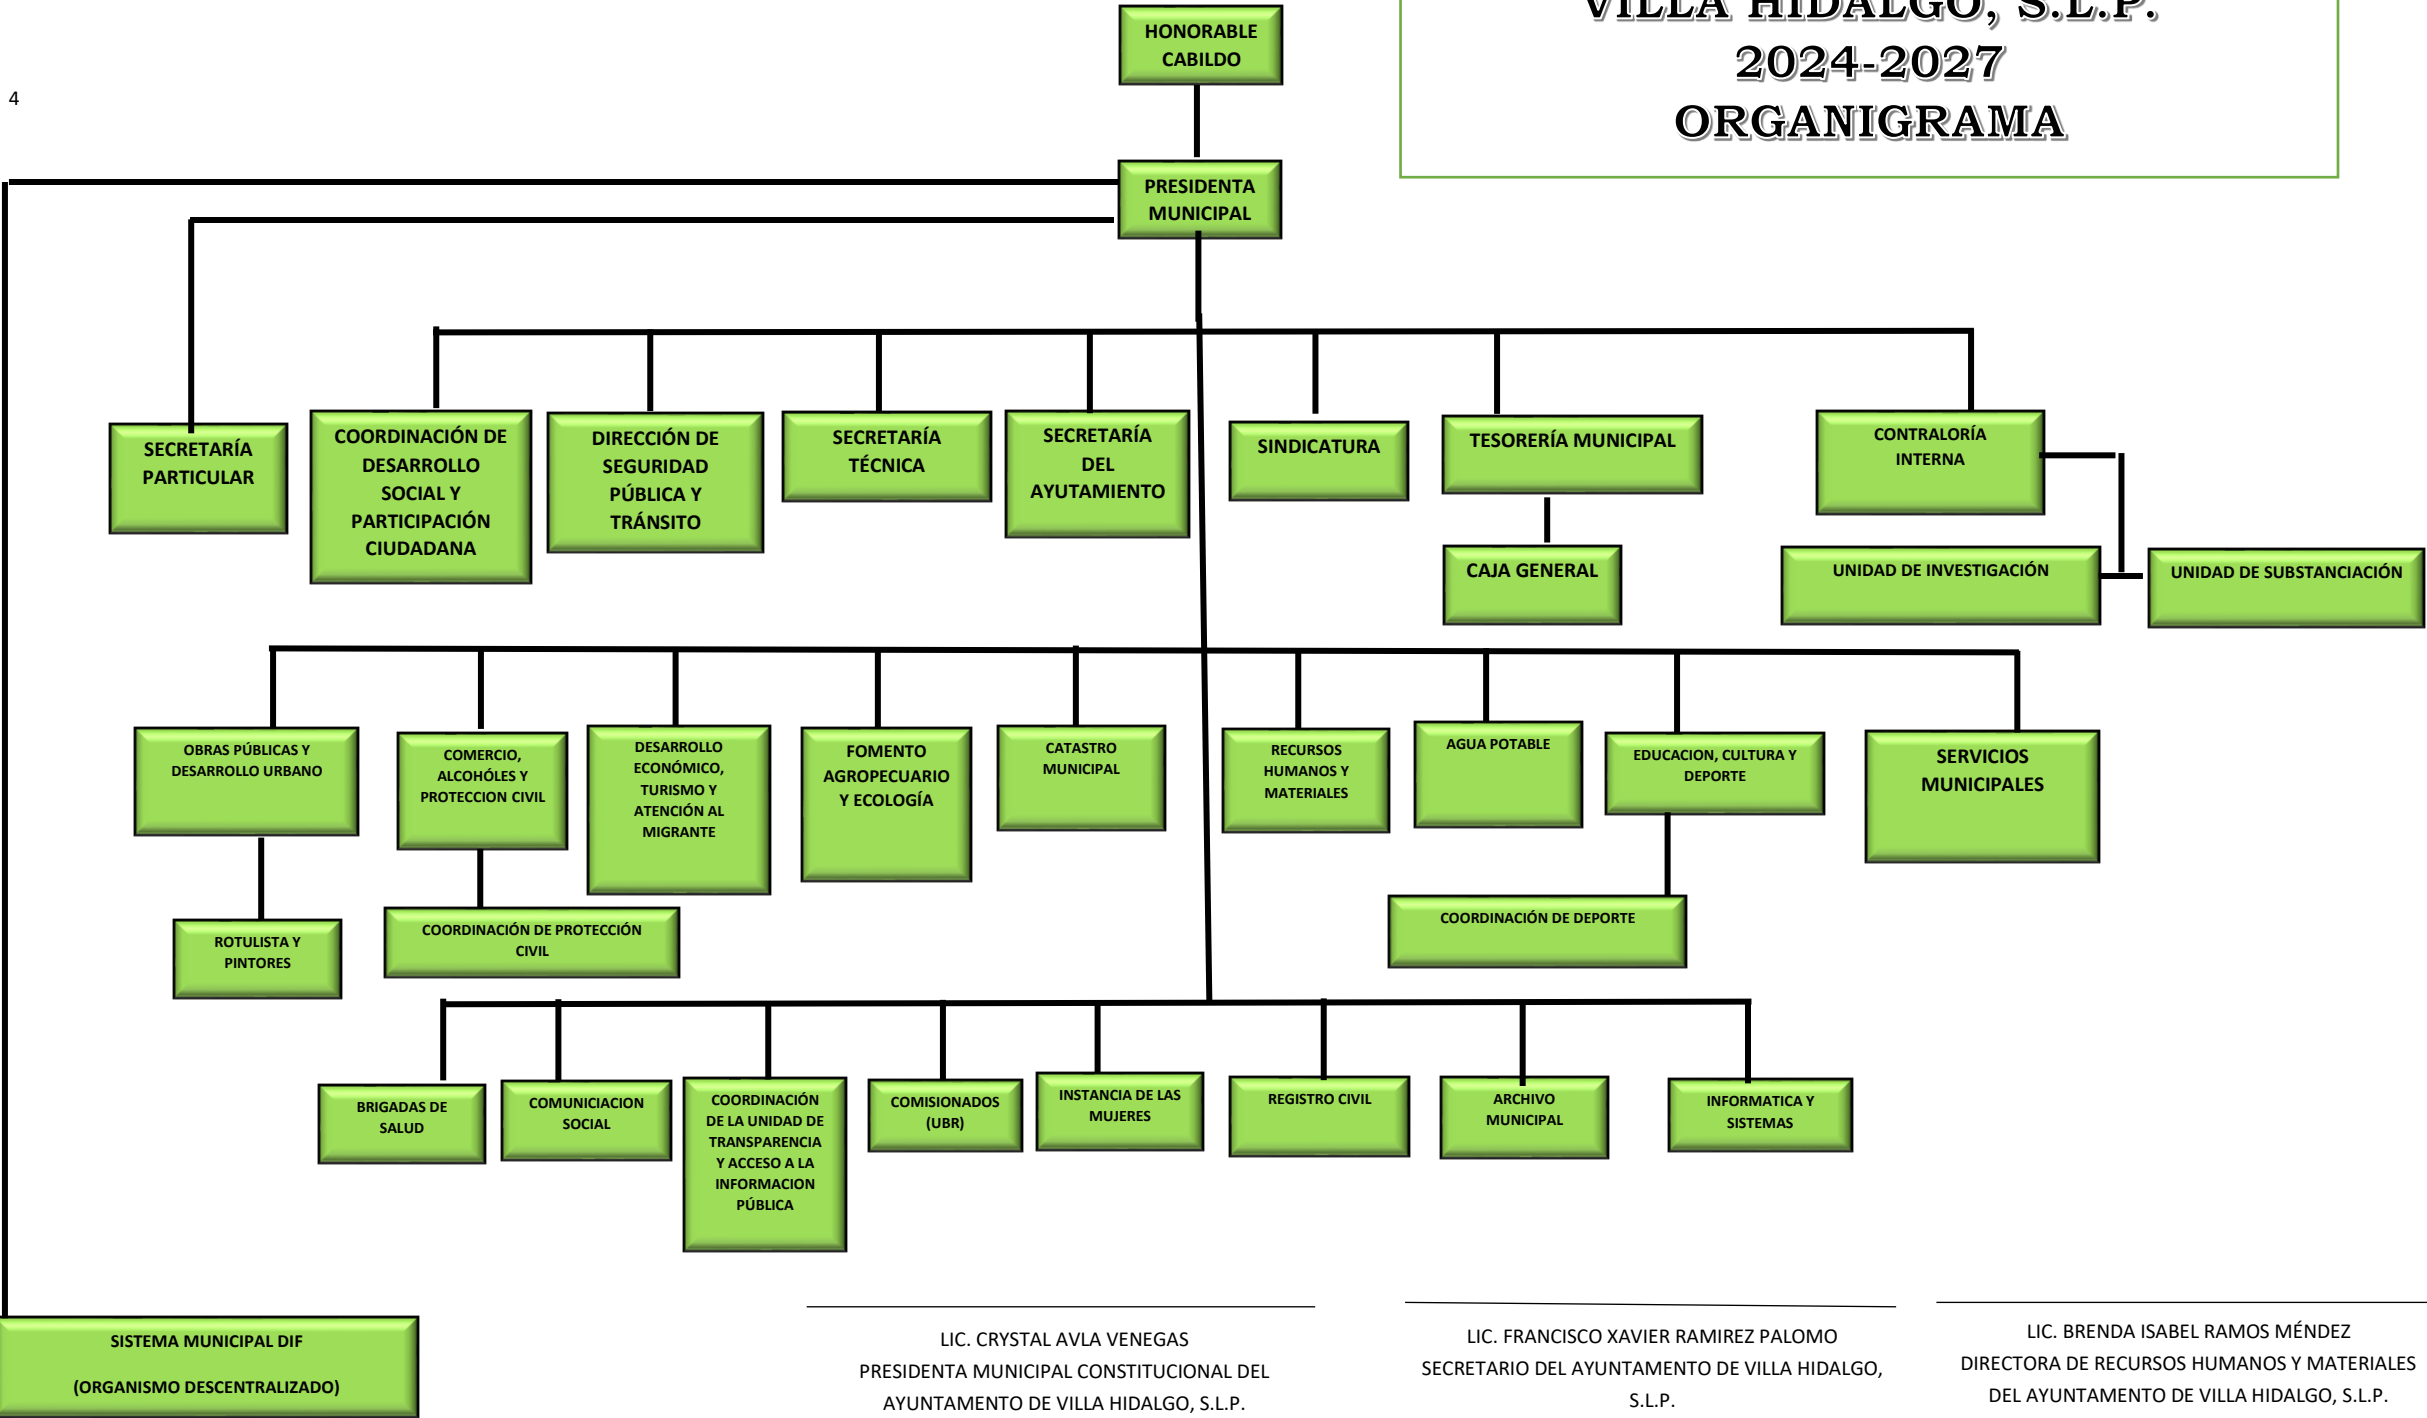 HONORABLE
CABILDO
VILLA HIDALGO, S.L.P.
2024-2027
ORGANIGRAMA
4
PRESIDENTA
MUNICIPAL
SECRETARÍA
PARTICULAR
COORDINACIÓN DE
DESARROLLO
SOCIAL Y
PARTICIPACIÓN
CIUDADANA
DIRECCIÓN DE
SEGURIDAD
PÚBLICA Y
TRÁNSITO
SECRETARÍA
TÉCNICA
SECRETARÍA
DEL
AYUTAMIENTO
SINDICATURA
TESORERÍA MUNICIPAL
CONTRALORÍA
INTERNA
CAJA GENERAL
UNIDAD DE INVESTIGACIÓN
UNIDAD DE SUBSTANCIACIÓN
OBRAS PÚBLICAS Y
DESARROLLO URBANO
COMERCIO,
ALCOHÓLES Y
PROTECCION CIVIL
DESARROLLO
ECONÓMICO,
TURISMO Y
ATENCIÓN AL
MIGRANTE
FOMENTO
AGROPECUARIO
Y ECOLOGÍA
CATASTRO
MUNICIPAL
RECURSOS
HUMANOS Y
MATERIALES
AGUA POTABLE
EDUCACION, CULTURA Y
DEPORTE
SERVICIOS
MUNICIPALES
ROTULISTA Y
PINTORES
COORDINACIÓN DE PROTECCIÓN
CIVIL
COORDINACIÓN DE DEPORTE
BRIGADAS DE
SALUD
COMUNICIACION
SOCIAL
COORDINACIÓN
DE LA UNIDAD DE
TRANSPARENCIA
Y ACCESO A LA
INFORMACION
PÚBLICA
COMISIONADOS
(UBR)
INSTANCIA DE LAS
MUJERES
REGISTRO CIVIL
ARCHIVO
MUNICIPAL
INFORMATICA Y
SISTEMAS
SISTEMA MUNICIPAL DIF
(ORGANISMO DESCENTRALIZADO)
LIC. CRYSTAL AVLA VENEGAS
PRESIDENTA MUNICIPAL CONSTITUCIONAL DEL
AYUNTAMENTO DE VILLA HIDALGO, S.L.P.
LIC. FRANCISCO XAVIER RAMIREZ PALOMO
SECRETARIO DEL AYUNTAMENTO DE VILLA HIDALGO,
S.L.P.
LIC. BRENDA ISABEL RAMOS MÉNDEZ
DIRECTORA DE RECURSOS HUMANOS Y MATERIALES
DEL AYUNTAMENTO DE VILLA HIDALGO, S.L.P.